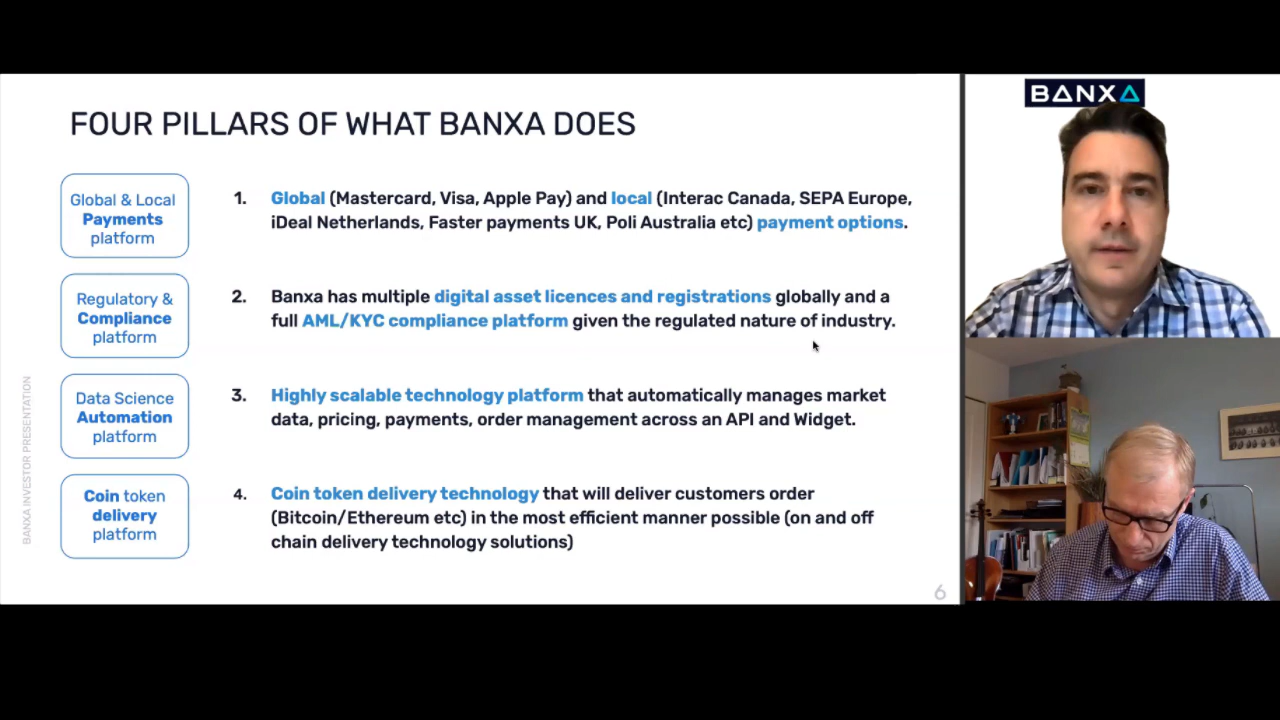 FOUR PILLARS OF WHAT BANXA DOES
Global & Local
Payments
platform
1. Global (Mastercard, Visa, Apple Pay) and local (Interac Canada, SEPA Europe,
iDeal Netherlands, Faster payments UK, Poli Australia etc) payment options.
Regulatory &
Compliance
platform
2. Banxa has multiple digital asset licences and registrations globally and a
full AML/KYC compliance platform given the regulated nature of industry.
Data Science
Automation
platform
3. Highly scalable technology platform that automatically manages market
data, pricing, payments, order management across an API and Widget.
Coin token
delivery
platform
4. Coin token delivery technology that will deliver customers order
(Bitcoin/Ethereum etc) in the most efficient manner possible (on and off
chain delivery technology solutions)
BANXA INVESTOR PRESENTATION
6
BANXA